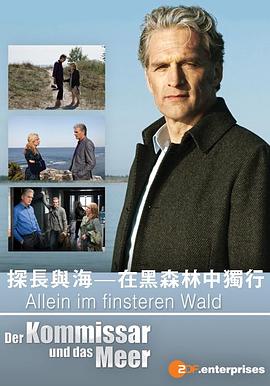 探長與海—在黑森林中獨行
Allein im finsteren Wald
Der Kommissar
und das Meer
ZDF.enterprises